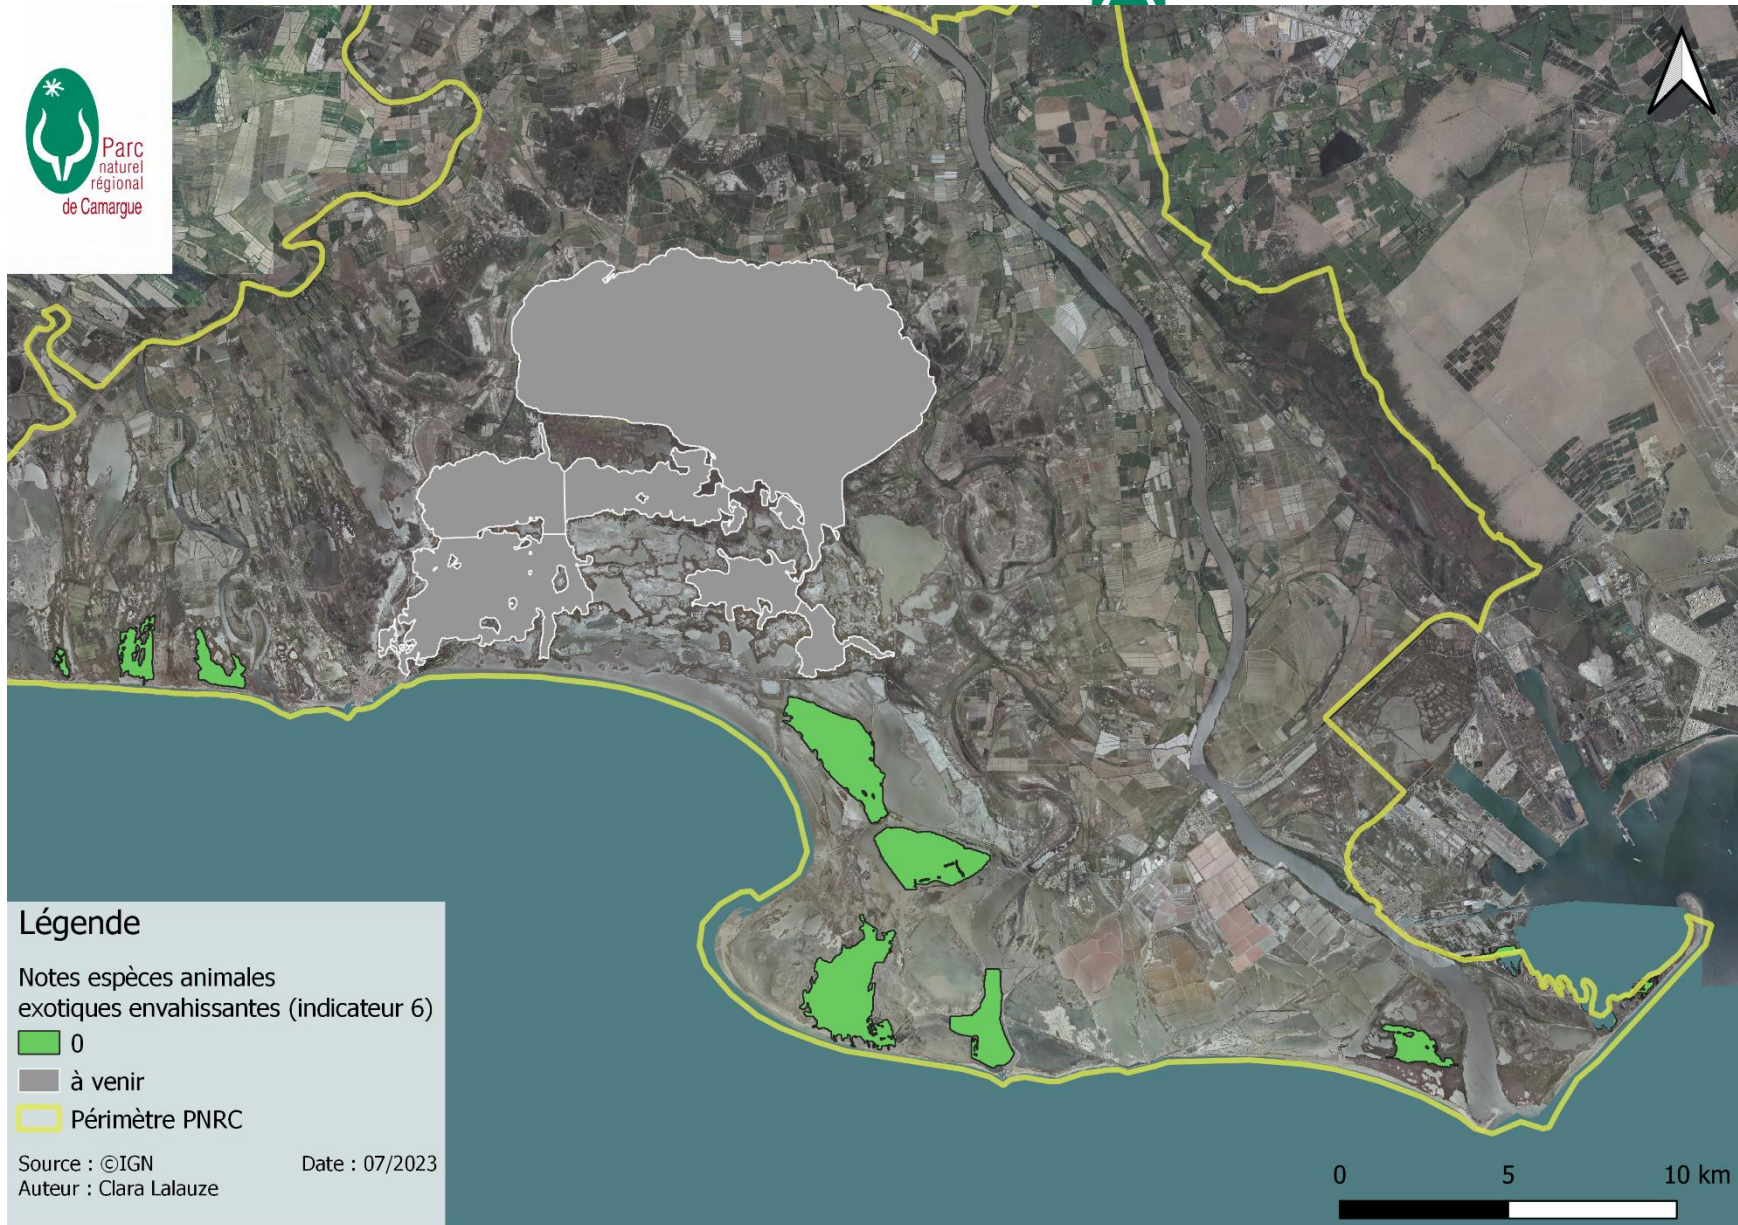 Parc
naturel
régional
de Camargue
Légende
Notes espèces animales
exotiques envahissantes (indicateur 6)
0
à venir
Périmètre PNRC
Source : ©IGN
Date : 07/2023
Auteur : Clara Lalauze
0 5 10 km